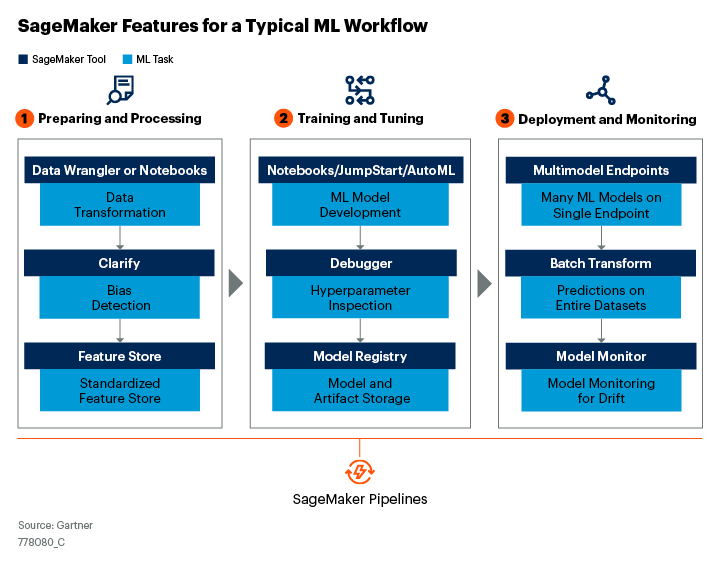 SageMaker Features for a Typical ML Workflow
SageMaker Tool
ML Task
1 Preparing and Processing
Data Wrangler or Notebooks
Data
Transformation
Clarify
Bias
Detection
Feature Store
Standardized
Feature Store
2 Training and Tuning
Notebooks/JumpStart/AutoML
ML Model
Development
Debugger
Hyperparameter
Inspection
Model Registry
Model and
Artifact Storage
3 Deployment and Monitoring
Multimodel Endpoints
Many ML Models on
Single Endpoint
Batch Transform
Predictions on
Entire Datasets
Model Monitor
Model Monitoring
for Drift
SageMaker Pipelines
Source: Gartner
778080_C